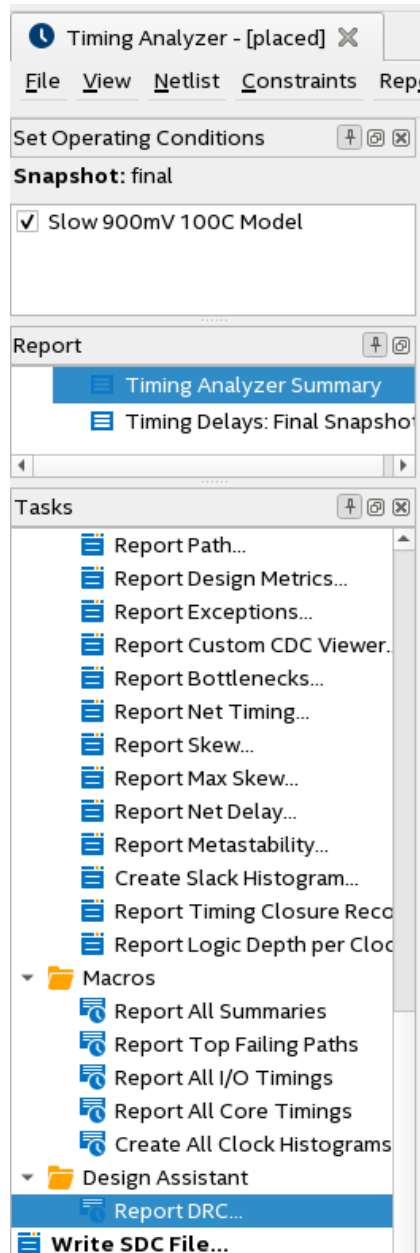 Timing Analyzer - [placed]
File View Netlist Constraints Rep
Set Operating Conditions
Snapshot: final
Slow 900mV 100C Model
Report
Timing Analyzer Summary
Timing Delays: Final Snapshot
Tasks
Report Path...
Report Design Metrics...
Report Exceptions...
Report Custom CDC Viewer..
Report Bottlenecks...
Report Net Timing...
Report Skew...
Report Max Skew...
Report Net Delay...
Report Metastability...
Create Slack Histogram...
Report Timing Closure Reco
Report Logic Depth per Cloc
Macros
Report All Summaries
Report Top Failing Paths
Report All I/O Timings
Report All Core Timings
Create All Clock Histograms
Design Assistant
Report DRC...
Write SDC File...